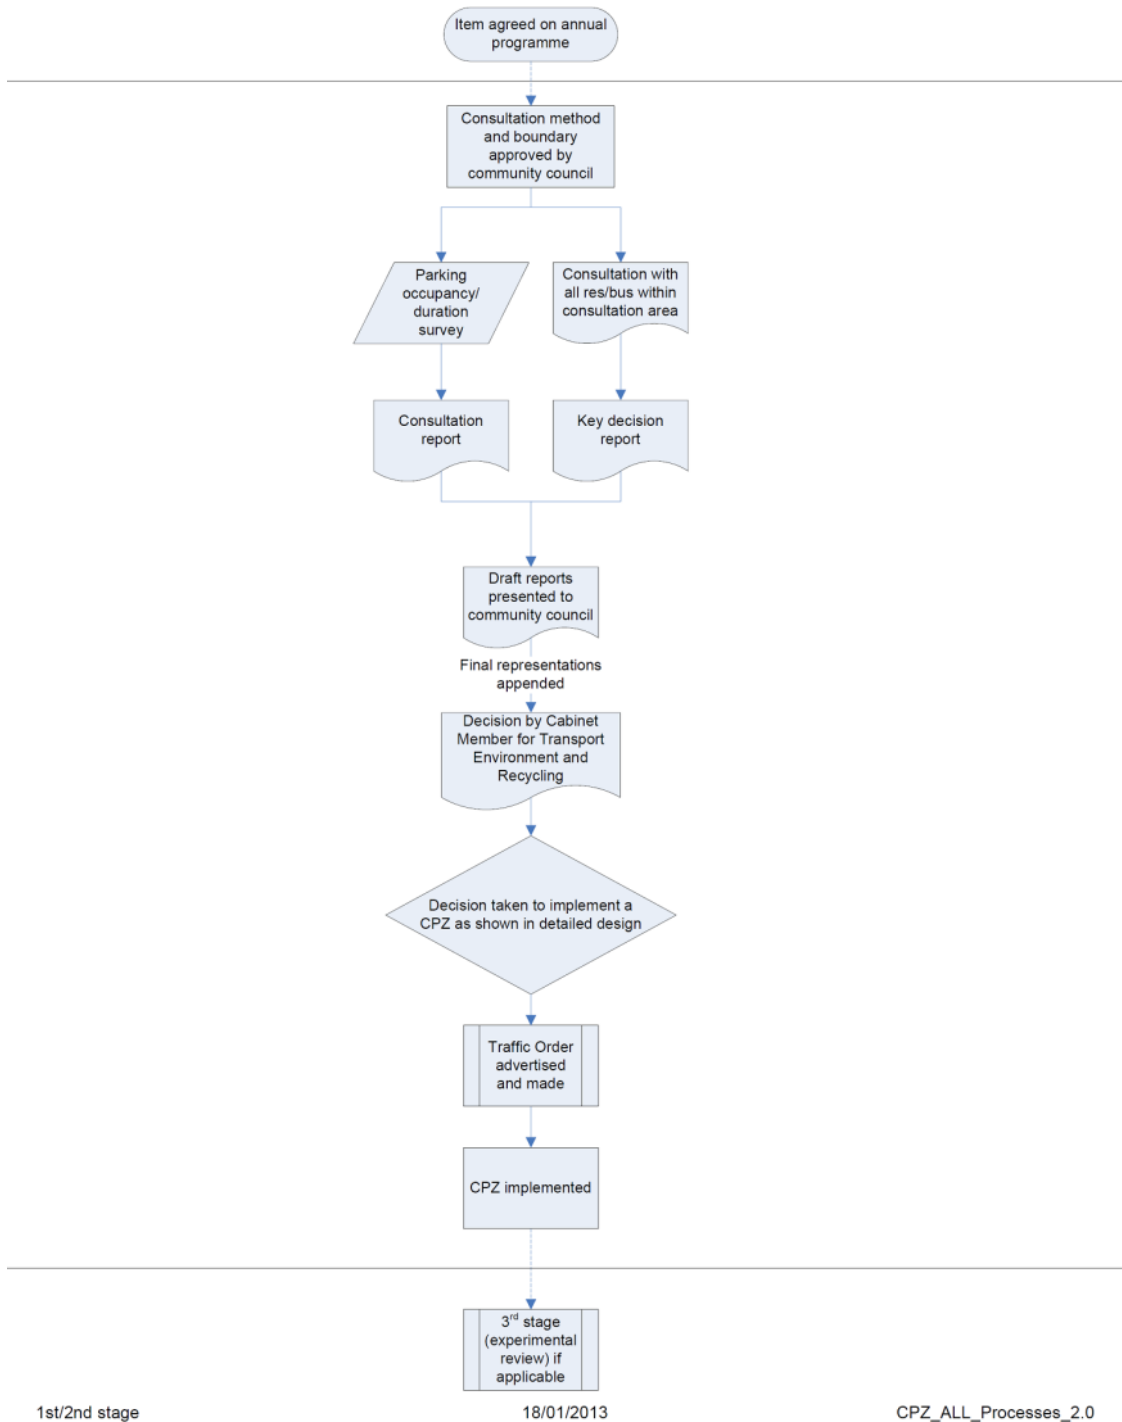 Item agreed on annual
programme
Consultation method
and boundary
approved by
community council
Parking
occupancy/
duration
survey
Consultation with
all res/bus within
consultation area
Consultation
report
Key decision
report
Draft reports
presented to
community council
Final representations
appended
Decision by Cabinet
Member for Transport
Environment and
Recycling
Decision taken to implement a
CPZ as shown in detailed design
Traffic Order
advertised
and made
CPZ implemented
3rd stage
(experimental
review) if
applicable
1st/2nd stage
18/01/2013
CPZ_ALL_Processes_2.0